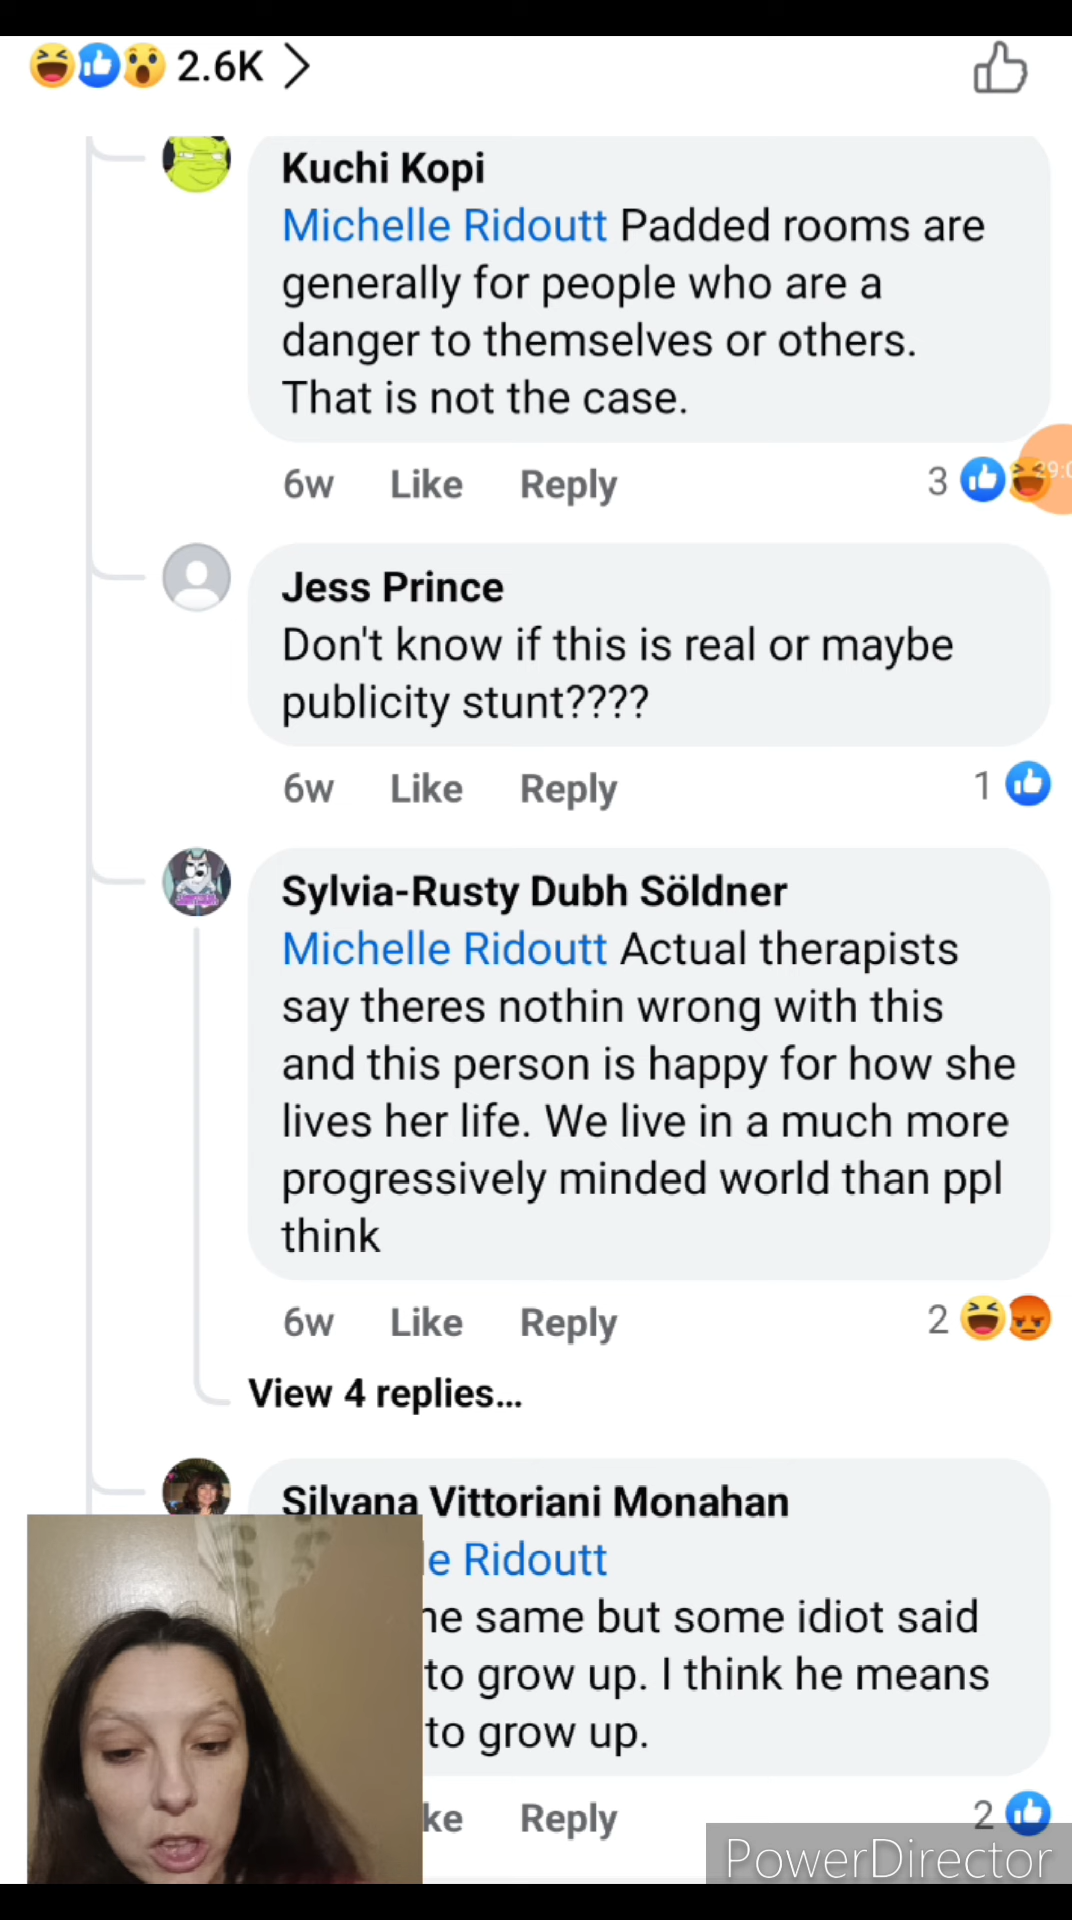 2.6K
Kuchi Kopi
Michelle Ridoutt Padded rooms are
generally for people who are a
danger to themselves or others.
That is not the case.
6w Like Reply 3
Jess Prince
Don't know if this is real or maybe
publicity stunt????
6w Like Reply 1
Sylvia-Rusty Dubh Söldner
Michelle Ridoutt Actual therapists
say theres nothin wrong with this
and this person is happy for how she
lives her life. We live in a much more
progressively minded world than ppl
think
6w Like Reply 2
View 4 replies...
Silvana Vittoriani Monahan
Ridoutt
same but some idiot said
to grow up. I think he means
to grow up.
Reply 2
PowerDirector